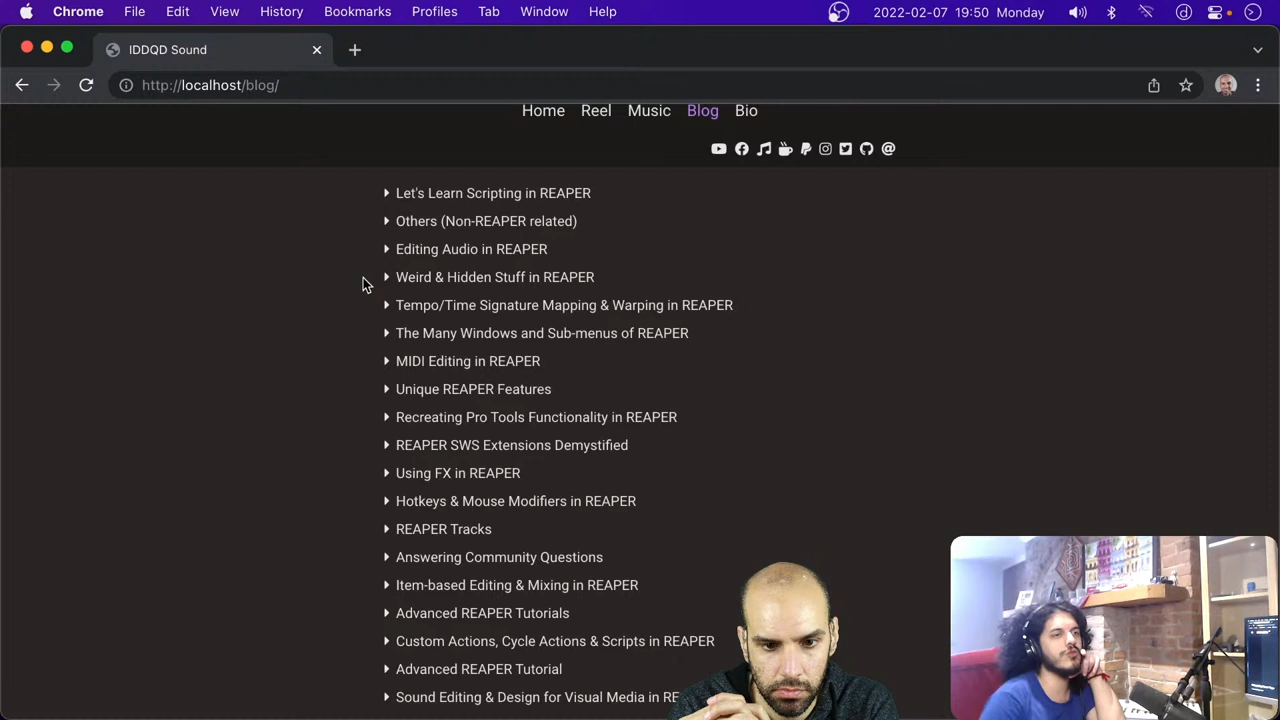 Chrome File Edit View History Bookmarks Profiles Tab Window Help 2022-02-07 19:50 Monday
IDDQD Sound
http://localhost/blog/
Home Reel Music Blog Bio
Let's Learn Scripting in REAPER
Others (Non-REAPER related)
Editing Audio in REAPER
Weird & Hidden Stuff in REAPER
Tempo/Time Signature Mapping & Warping in REAPER
The Many Windows and Sub-menus of REAPER
MIDI Editing in REAPER
Unique REAPER Features
Recreating Pro Tools Functionality in REAPER
REAPER SWS Extensions Demystified
Using FX in REAPER
Hotkeys & Mouse Modifiers in REAPER
REAPER Tracks
Answering Community Questions
Item-based Editing & Mixing in REAPER
Advanced REAPER Tutorials
Custom Actions, Cycle Actions & Scripts in REAPER
Advanced REAPER Tutorial
Sound Editing & Design for Visual Media in RE